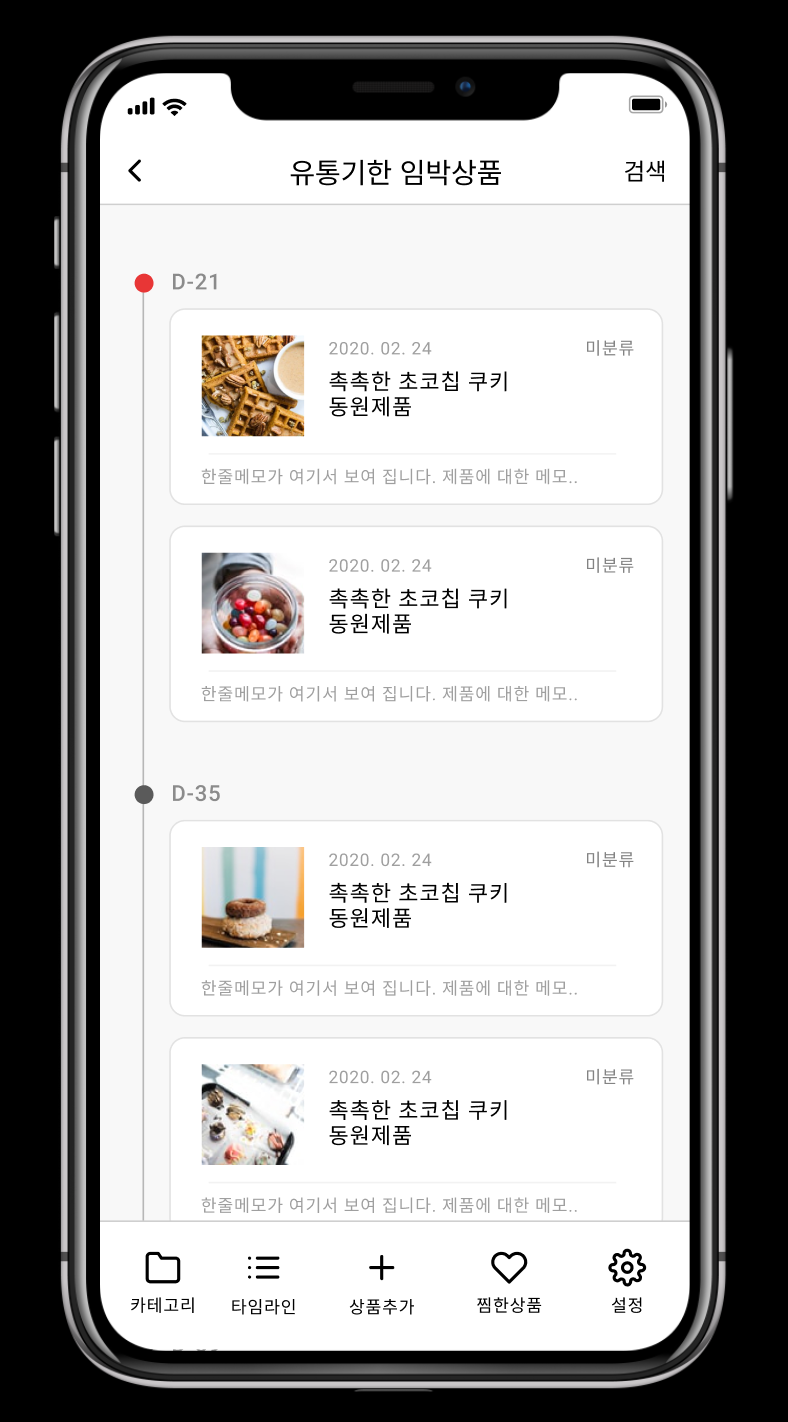 유통기한 임박상품
검색
D-21
2020. 02. 24
미분류
촉촉한 초코칩 쿠키
동원제품
한줄메모가 여기서 보여 집니다. 제품에 대한 메모..
2020. 02. 24
미분류
촉촉한 초코칩 쿠키
동원제품
한줄메모가 여기서 보여 집니다. 제품에 대한 메모..
D-35
2020. 02. 24
미분류
촉촉한 초코칩 쿠키
동원제품
한줄메모가 여기서 보여 집니다. 제품에 대한 메모..
2020. 02. 24
미분류
촉촉한 초코칩 쿠키
동원제품
한줄메모가 여기서 보여 집니다. 제품에 대한 메모..
카테고리
타임라인
상품추가
찜한상품
설정